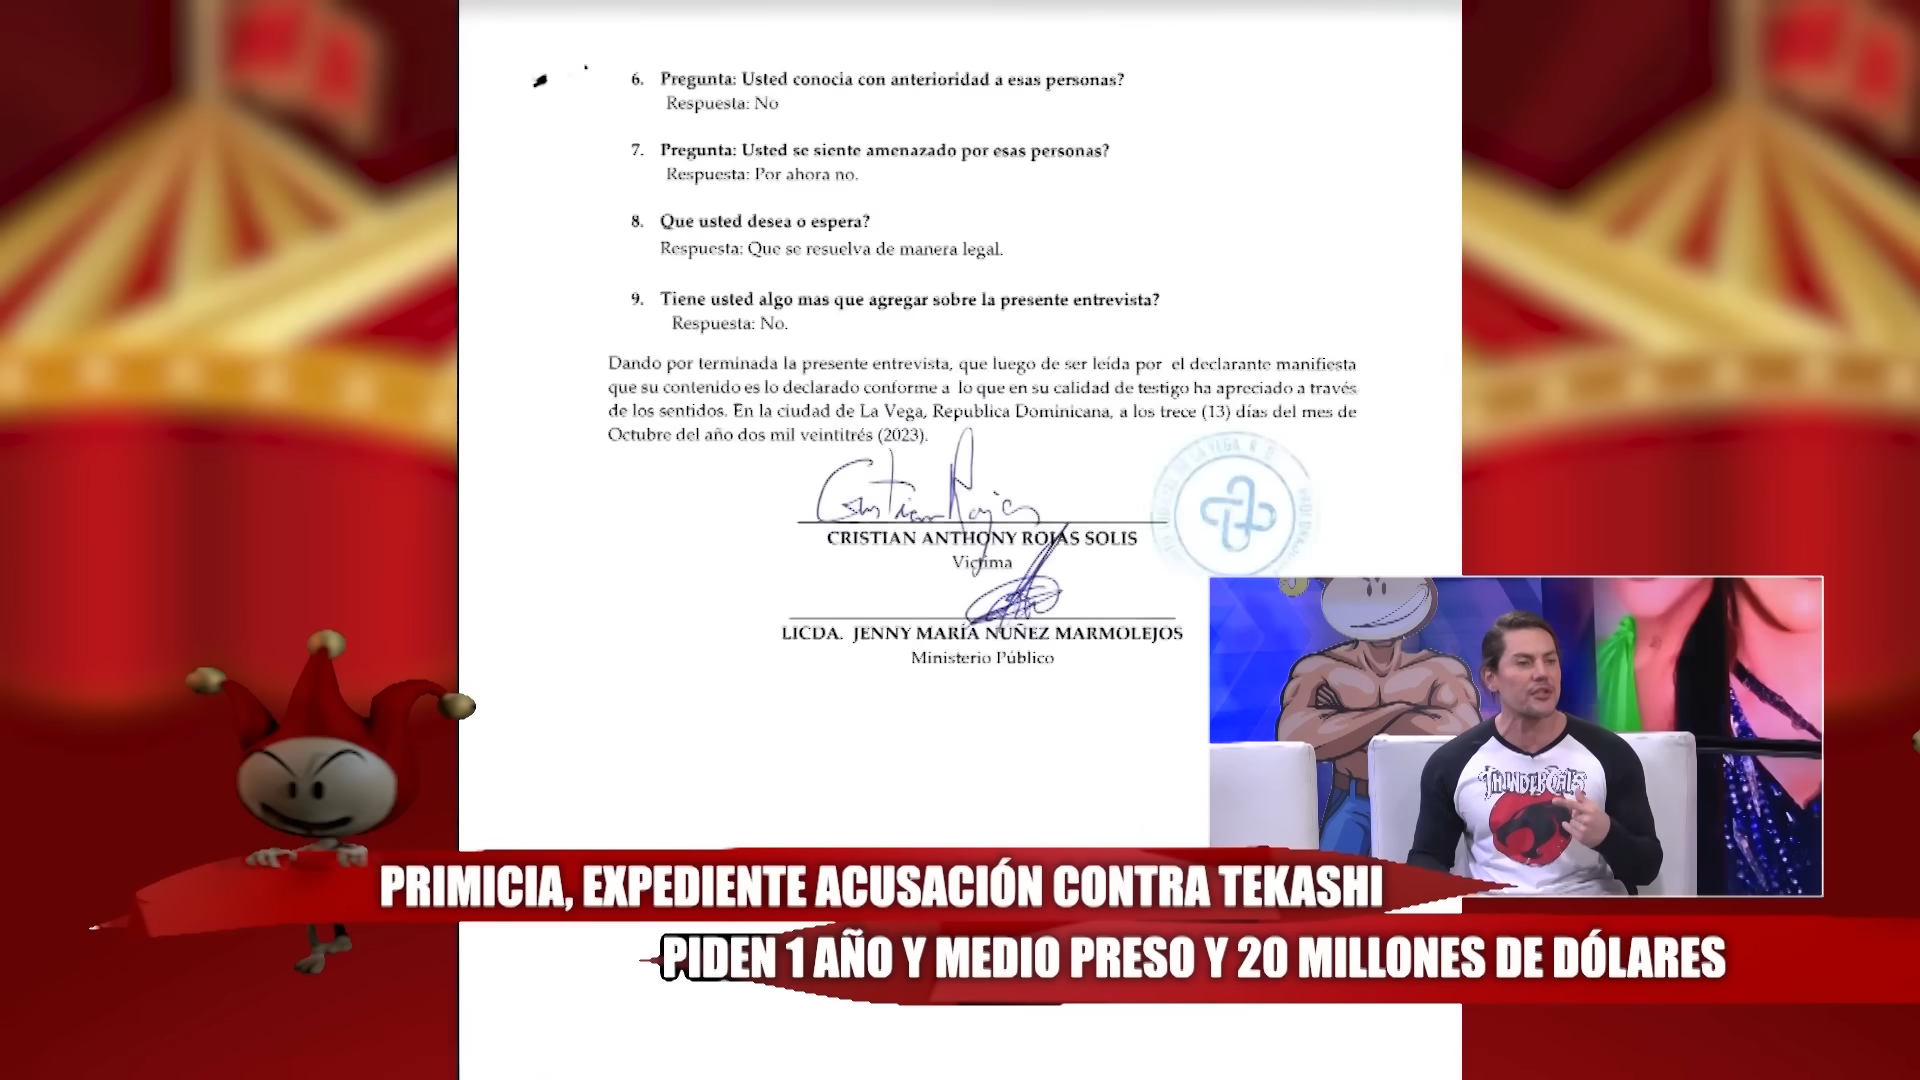 6. Pregunta: Usted conocia con anterioridad a esas personas?
Respuesta: No
7. Pregunta: Usted se siente amenazado por esas personas?
Respuesta: Por ahora no.
8. Que usted desea o espera?
Respuesta: Que se resuelva de manera legal.
9. Tiene usted algo mas que agregar sobre la presente entrevista?
Respuesta: No.
Dando por terminada la presente entrevista, que luego de ser leída por el declarante manifiesta
que su contenido es lo declarado conforme a lo que en su calidad de testigo ha apreciado a través
de los sentidos. En la ciudad de La Vega, Republica Dominicana, a los trece (13) días del mes de
Octubre del año dos mil veintitrés (2023).
Cristian Rojas
CRISTIAN ANTHONY ROJAS SOLIS
Victima
LICDA. JENNY MARÍA NUÑEZ MARMOLEJOS
Ministerio Público
DE LA VEGA, R. D.
THUNDERCATS
PRIMICIA, EXPEDIENTE ACUSACIÓN CONTRA TEKASHI
PIDEN 1 AÑO Y MEDIO PRESO Y 20 MILLONES DE DÓLARES